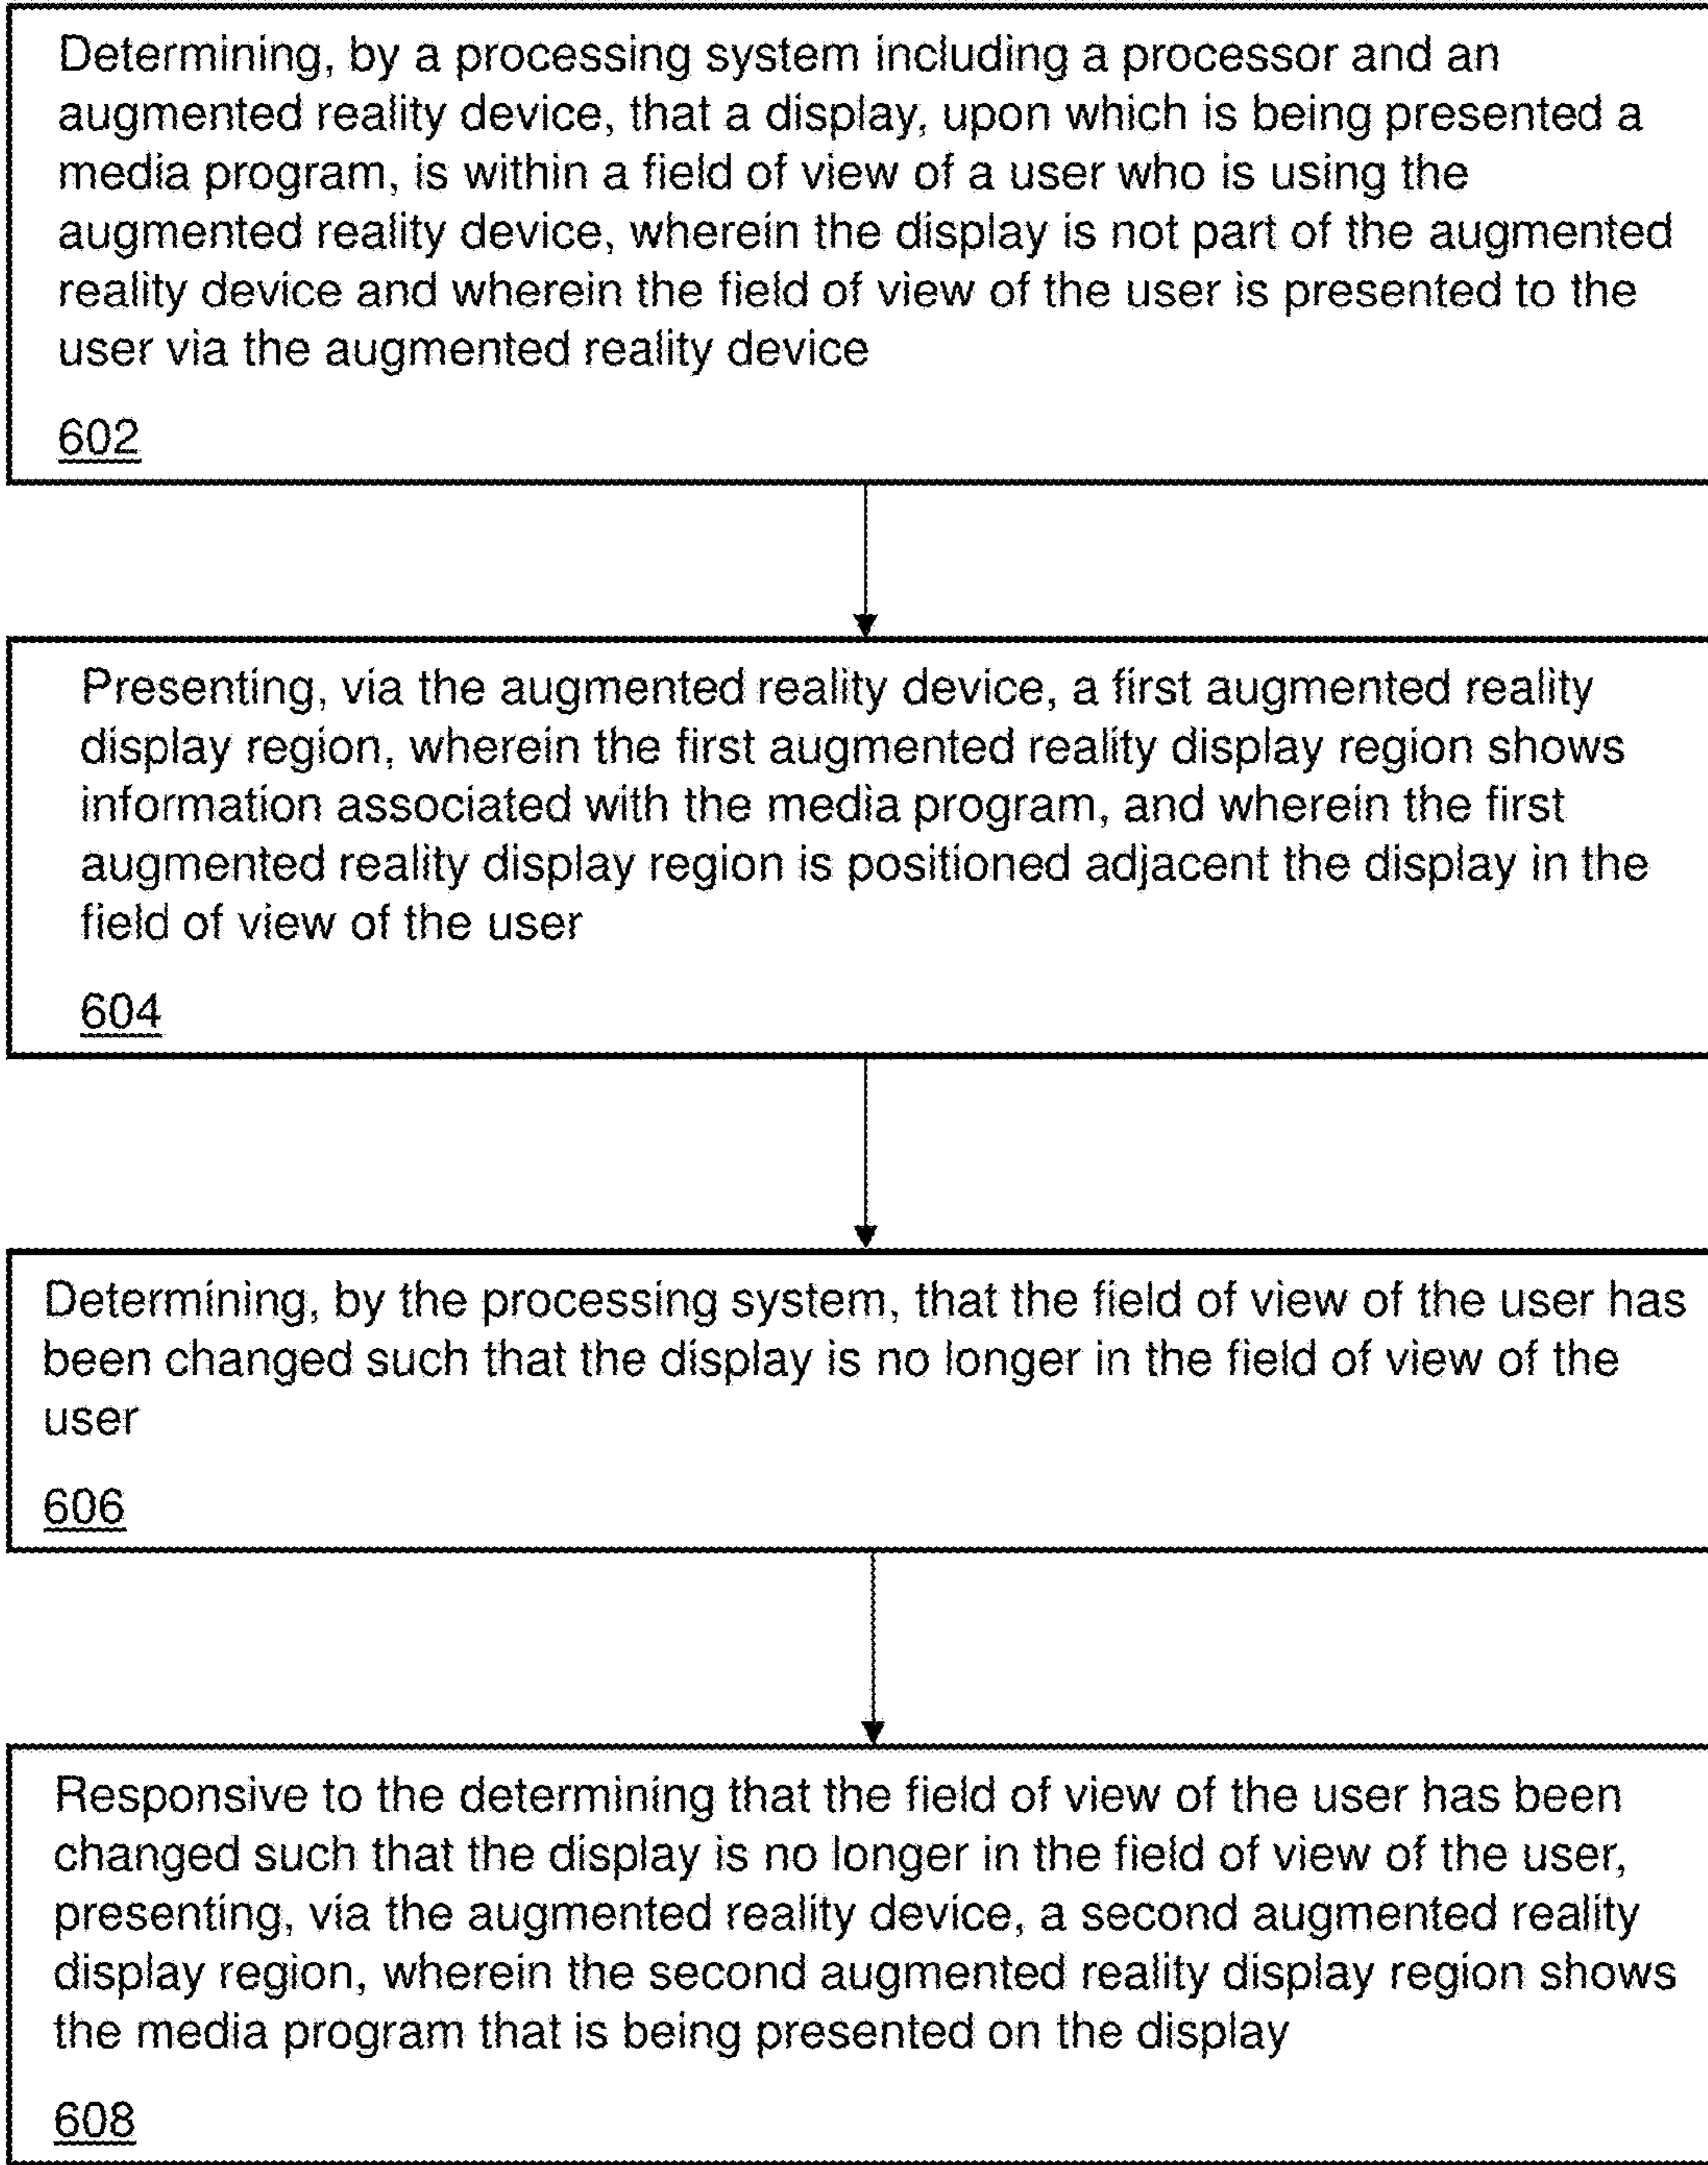 Determining, by a processing system including a processor and an
augmented reality device, that a display, upon which is being presented a
media program, is within a field of view of a user who is using the
augmented reality device, wherein the display is not part of the augmented
reality device and wherein the field of view of the user is presented to the
user via the augmented reality device
602
Presenting, via the augmented reality device, a first augmented reality
display region, wherein the first augmented reality display region shows
information associated with the media program, and wherein the first
augmented reality display region is positioned adjacent the display in the
field of view of the user
604
Determining, by the processing system, that the field of view of the user has
been changed such that the display is no longer in the field of view of the
user
606
Responsive to the determining that the field of view of the user has been
changed such that the display is no longer in the field of view of the user,
presenting, via the augmented reality device, a second augmented reality
display region, wherein the second augmented reality display region shows
the media program that is being presented on the display
608